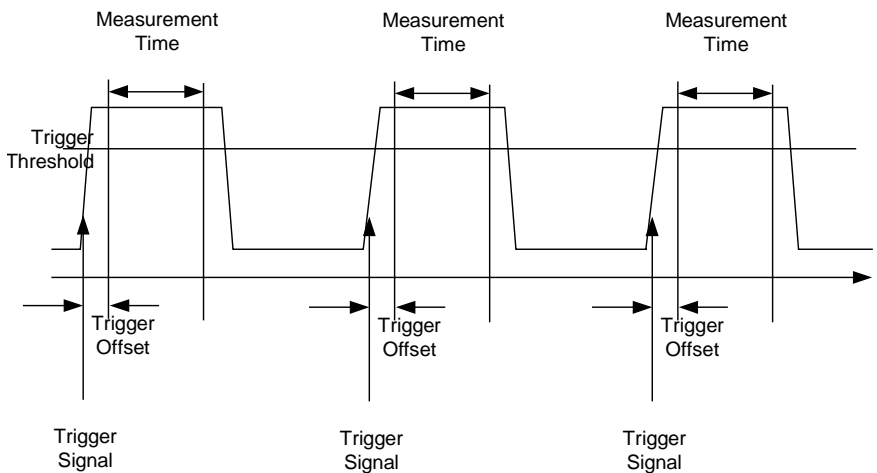 Measurement
Time
Measurement
Time
Measurement
Time
Trigger
Threshold
Trigger
Offset
Trigger
Offset
Trigger
Offset
Trigger
Signal
Trigger
Signal
Trigger
Signal